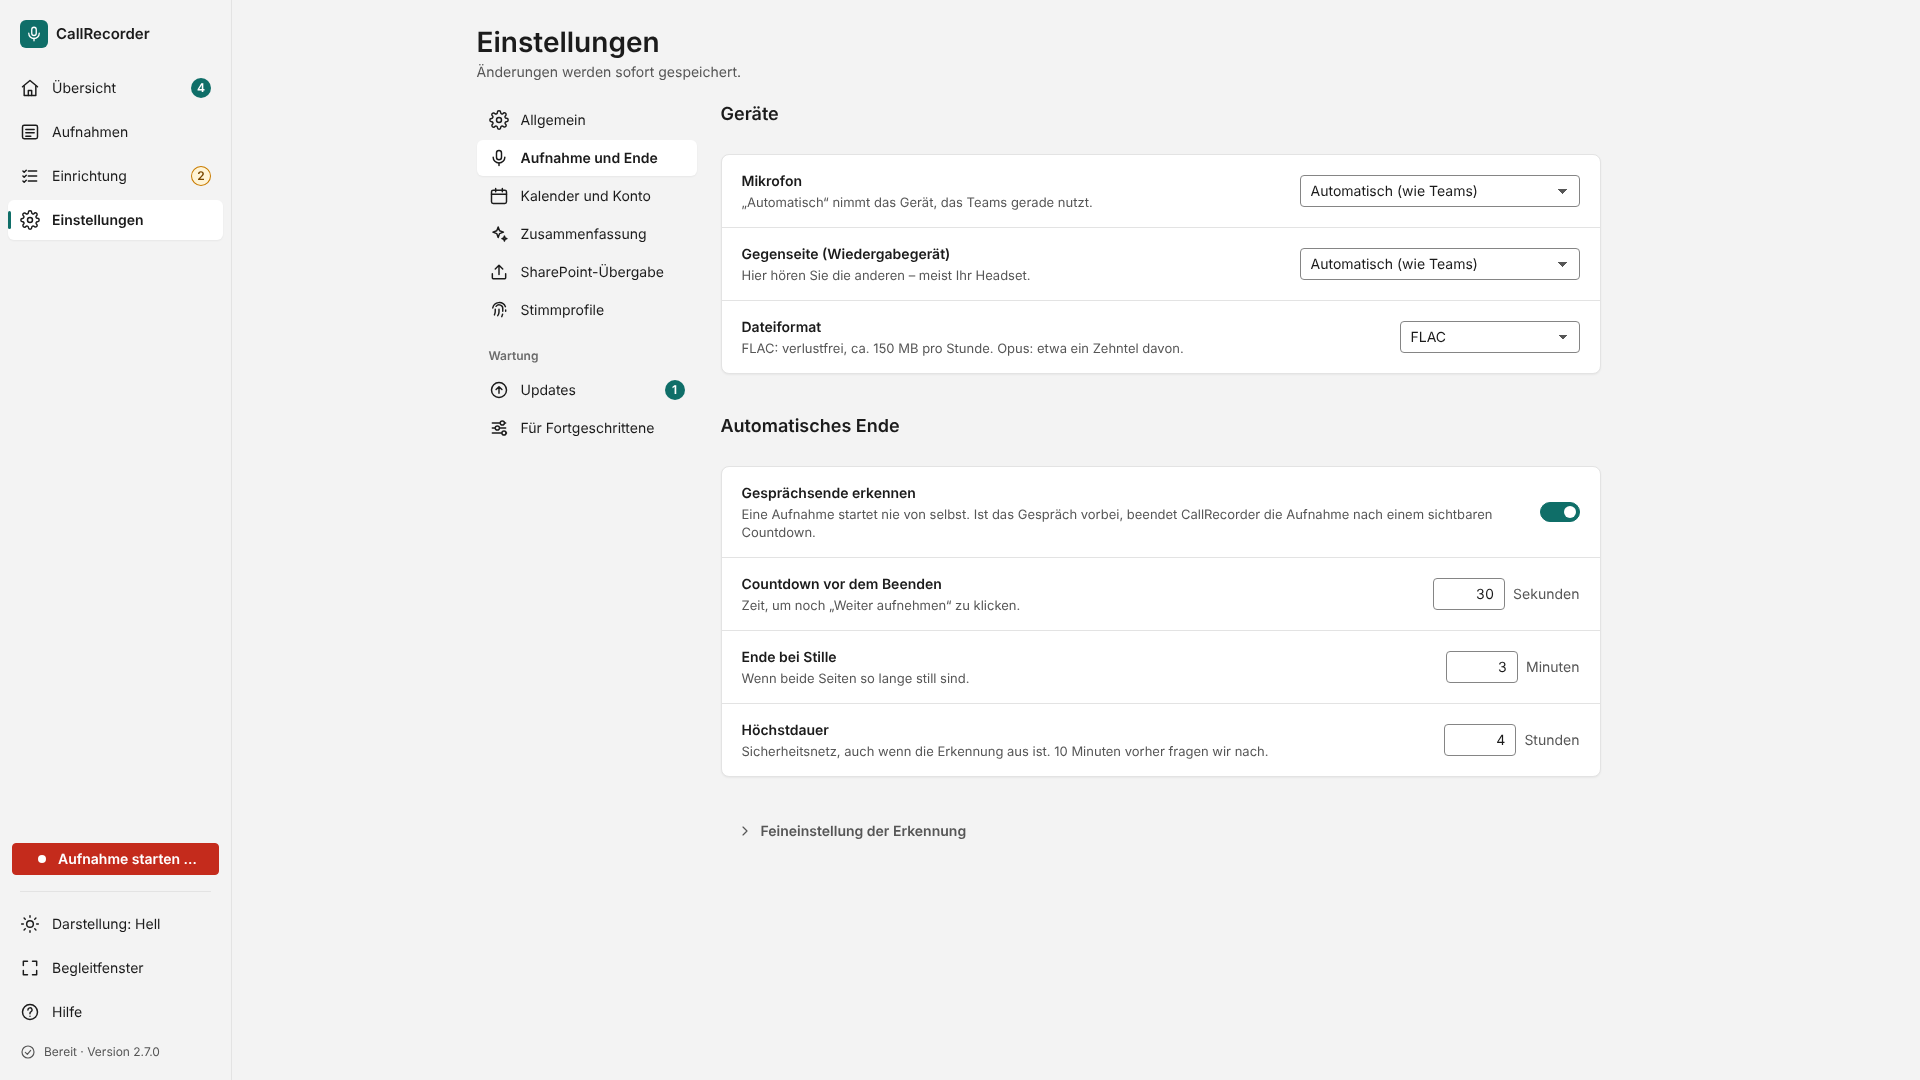 CallRecorder
Übersicht
4
Aufnahmen
Einrichtung
2
Einstellungen
Aufnahme starten ...
Darstellung: Hell
Begleitfenster
Hilfe
Bereit · Version 2.7.0
Einstellungen
Änderungen werden sofort gespeichert.
Allgemein
Aufnahme und Ende
Kalender und Konto
Zusammenfassung
SharePoint-Übergabe
Stimmprofile
Wartung
Updates
1
Für Fortgeschrittene
Geräte
Mikrofon
„Automatisch“ nimmt das Gerät, das Teams gerade nutzt.
Automatisch (wie Teams)
Gegenseite (Wiedergabegerät)
Hier hören Sie die anderen – meist Ihr Headset.
Automatisch (wie Teams)
Dateiformat
FLAC: verlustfrei, ca. 150 MB pro Stunde. Opus: etwa ein Zehntel davon.
FLAC
Automatisches Ende
Gesprächsende erkennen
Eine Aufnahme startet nie von selbst. Ist das Gespräch vorbei, beendet CallRecorder die Aufnahme nach einem sichtbaren
Countdown.
Countdown vor dem Beenden
Zeit, um noch „Weiter aufnehmen“ zu klicken.
30 Sekunden
Ende bei Stille
Wenn beide Seiten so lange still sind.
3 Minuten
Höchstdauer
Sicherheitsnetz, auch wenn die Erkennung aus ist. 10 Minuten vorher fragen wir nach.
4 Stunden
Feineinstellung der Erkennung